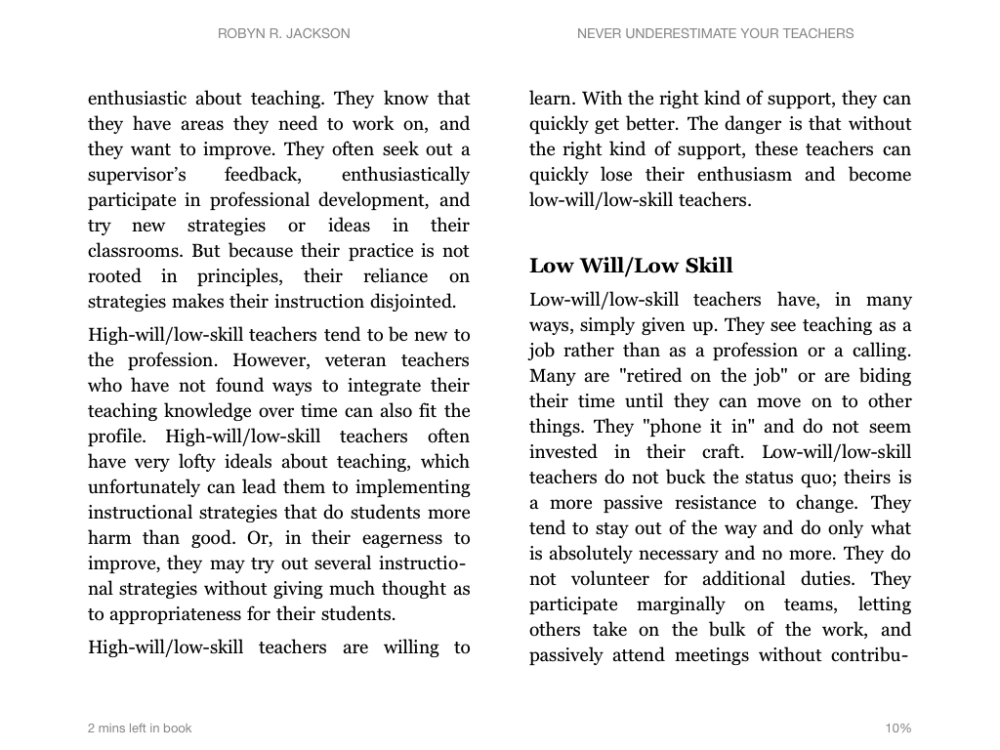 ROBYN R. JACKSON
NEVER UNDERESTIMATE YOUR TEACHERS
enthusiastic about teaching. They know that
they have areas they need to work on, and
they want to improve. They often seek out a
supervisor’s feedback, enthusiastically
participate in professional development, and
try new strategies or ideas in their
classrooms. But because their practice is not
rooted in principles, their reliance on
strategies makes their instruction disjointed.
High-will/low-skill teachers tend to be new to
the profession. However, veteran teachers
who have not found ways to integrate their
teaching knowledge over time can also fit the
profile. High-will/low-skill teachers often
have very lofty ideals about teaching, which
unfortunately can lead them to implementing
instructional strategies that do students more
harm than good. Or, in their eagerness to
improve, they may try out several instructio-
nal strategies without giving much thought as
to appropriateness for their students.
High-will/low-skill teachers are willing to
learn. With the right kind of support, they can
quickly get better. The danger is that without
the right kind of support, these teachers can
quickly lose their enthusiasm and become
low-will/low-skill teachers.
Low Will/Low Skill
Low-will/low-skill teachers have, in many
ways, simply given up. They see teaching as a
job rather than as a profession or a calling.
Many are "retired on the job" or are biding
their time until they can move on to other
things. They "phone it in" and do not seem
invested in their craft. Low-will/low-skill
teachers do not buck the status quo; theirs is
a more passive resistance to change. They
tend to stay out of the way and do only what
is absolutely necessary and no more. They do
not volunteer for additional duties. They
participate marginally on teams, letting
others take on the bulk of the work, and
passively attend meetings without contribu-
2 mins left in book
10%